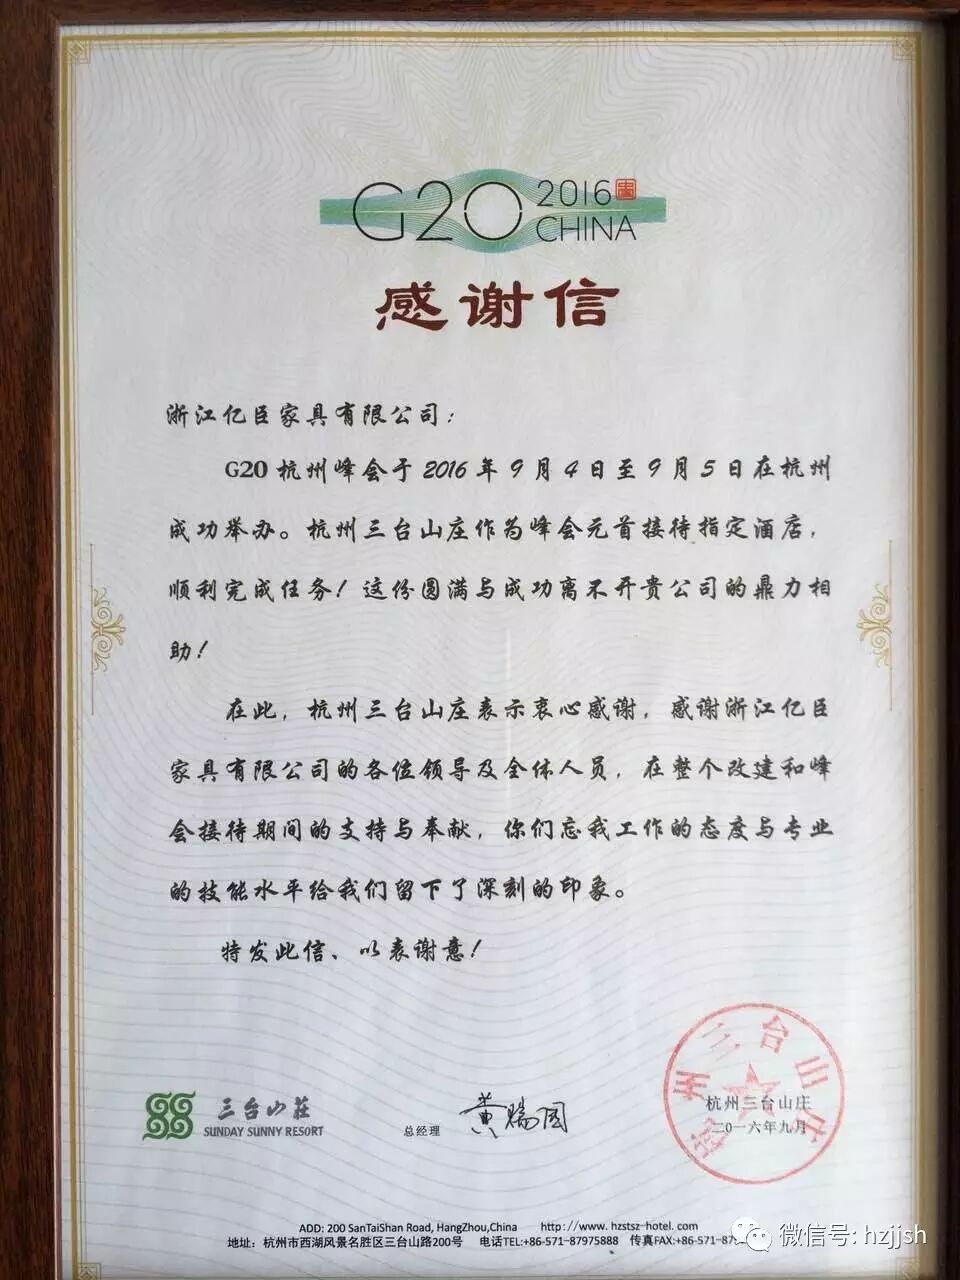 G20 2016
CHINA
感谢信
浙江亿臣家具有限公司：
G20 杭州峰会于 2016 年 9 月 4 日至 9 月 5 日在杭州
成功举办。杭州三台山庄作为峰会元首接待指定酒店，
顺利完成任务！这份圆满与成功离不开贵公司的鼎力相
助！
在此，杭州三台山庄表示衷心感谢，感谢浙江亿臣
家具有限公司的各位领导及全体人员，在整个改建和峰
会接待期间的支持与奉献，你们忘我工作的态度与专业
的技能水平给我们留下了深刻的印象。
特发此信、以表谢意！
三台山莊
SUNDAY SUNNY RESORT
总经理
杭州三台山庄
杭州三台山庄
二0一六年九月
ADD: 200 SanTaiShan Road, HangZhou,China http://www.hzstsz-hotel.com
地址：杭州市西湖风景名胜区三台山路200号 电话TEL:+86-571-87975888 传真FAX:+86-571-87
微信号: hzjjsh